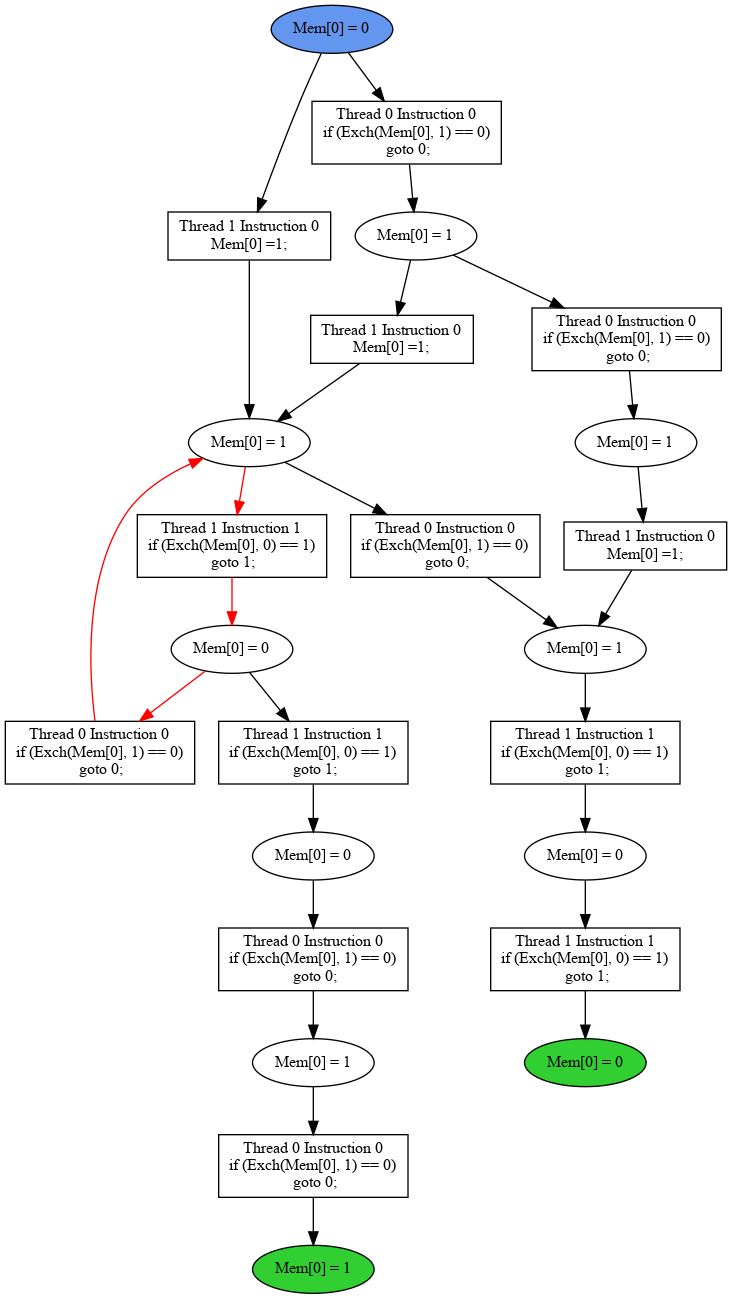 Mem[0] = 0
Thread 0 Instruction 0
if (Exch(Mem[0], 1) == 0)
goto 0;
Thread 1 Instruction 0
Mem[0] =1;
Mem[0] = 1
Thread 1 Instruction 0
Mem[0] =1;
Thread 0 Instruction 0
if (Exch(Mem[0], 1) == 0)
goto 0;
Mem[0] = 1
Mem[0] = 1
Thread 1 Instruction 1
if (Exch(Mem[0], 0) == 1)
goto 1;
Thread 0 Instruction 0
if (Exch(Mem[0], 1) == 0)
goto 0;
Thread 1 Instruction 0
Mem[0] =1;
Mem[0] = 0
Mem[0] = 1
Thread 0 Instruction 0
if (Exch(Mem[0], 1) == 0)
goto 0;
Thread 1 Instruction 1
if (Exch(Mem[0], 0) == 1)
goto 1;
Thread 1 Instruction 1
if (Exch(Mem[0], 0) == 1)
goto 1;
Mem[0] = 0
Mem[0] = 0
Thread 0 Instruction 0
if (Exch(Mem[0], 1) == 0)
goto 0;
Thread 1 Instruction 1
if (Exch(Mem[0], 0) == 1)
goto 1;
Mem[0] = 1
Mem[0] = 0
Thread 0 Instruction 0
if (Exch(Mem[0], 1) == 0)
goto 0;
Mem[0] = 1